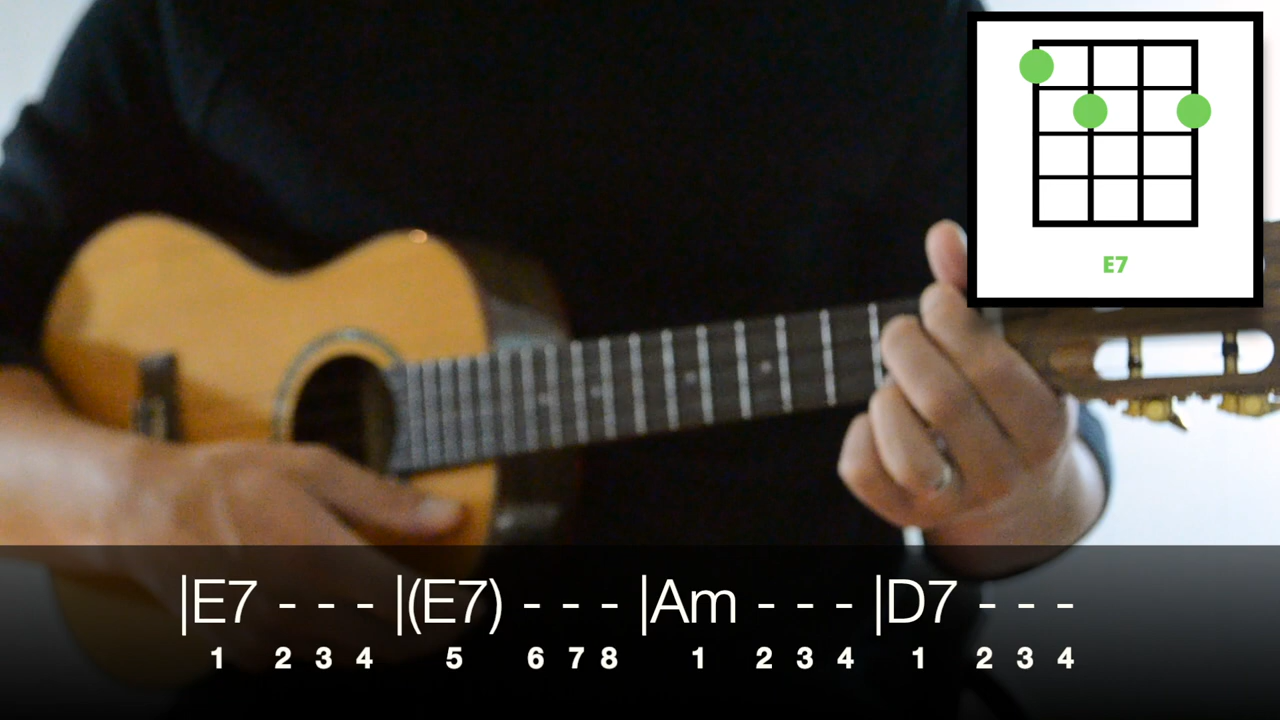 E7
|E7 - - - |(E7) - - - |Am - - - |D7 - - -
1 2 3 4 5 6 7 8 1 2 3 4 1 2 3 4